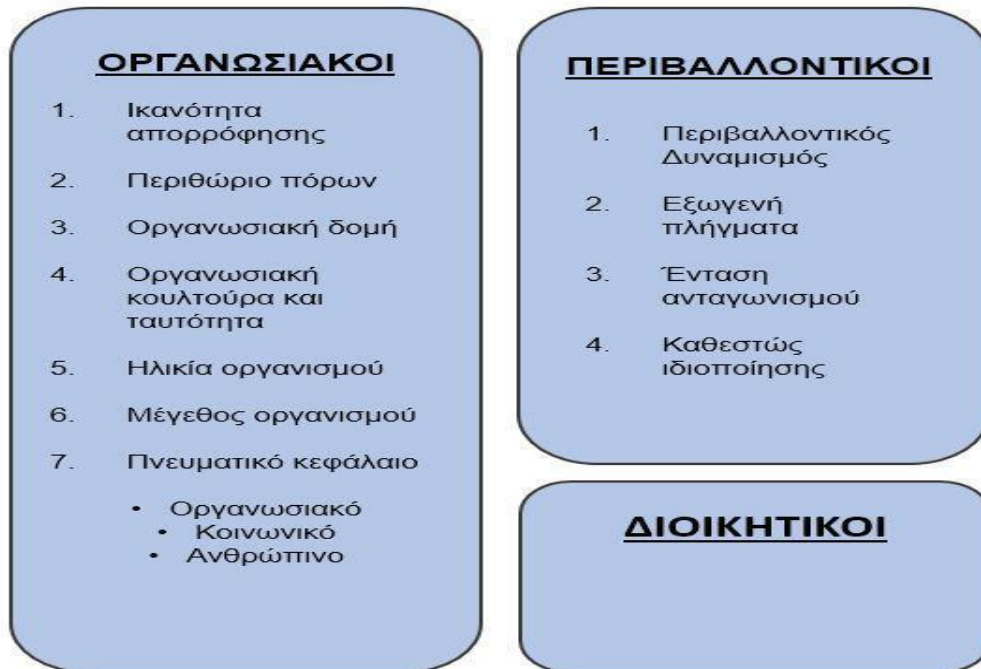 ΟΡΓΑΝΩΣΙΑΚΟΙ
1. Ικανότητα
απορρόφησης
2. Περιθώριο πόρων
3. Οργανωσιακή δομή
4. Οργανωσιακή
κουλτούρα και
ταυτότητα
5. Ηλικία οργανισμού
6. Μέγεθος οργανισμού
7. Πνευματικό κεφάλαιο
• Οργανωσιακό
• Κοινωνικό
• Ανθρώπινο
ΠΕΡΙΒΑΛΛΟΝΤΙΚΟΙ
1. Περιβαλλοντικός
Δυναμισμός
2. Εξωγενή
πλήγματα
3. Ένταση
ανταγωνισμού
4. Καθεστώς
ιδιοποίησης
ΔΙΟΙΚΗΤΙΚΟΙ